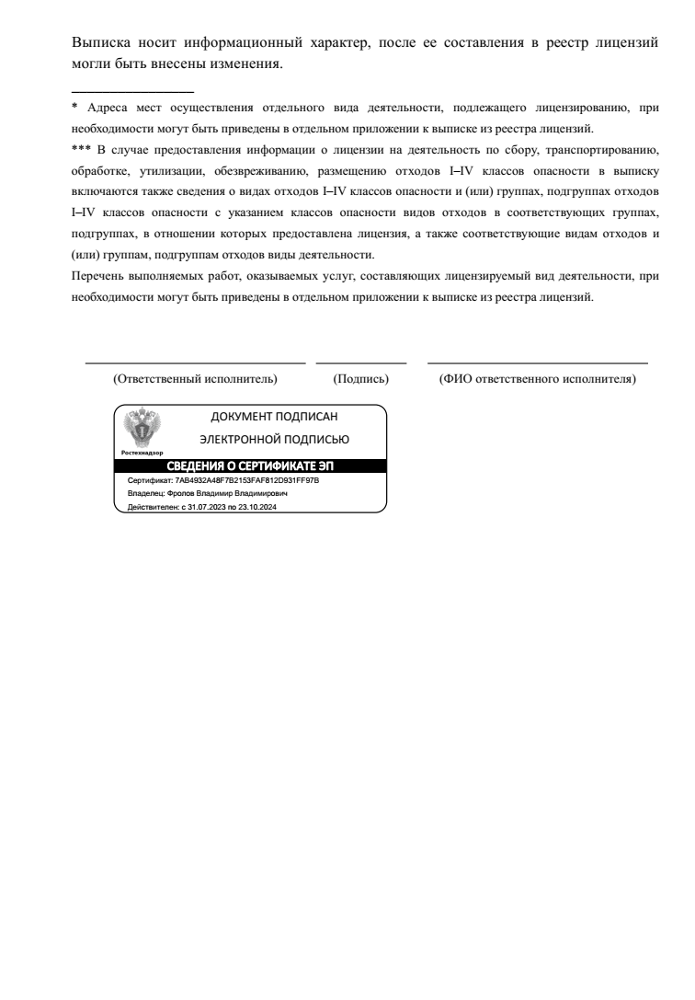 Выписка носит информационный характер, после ее составления в реестр лицензий
могли быть внесены изменения.
* Адреса мест осуществления отдельного вида деятельности, подлежащего лицензированию, при
необходимости могут быть приведены в отдельном приложении к выписке из реестра лицензий.
*** В случае предоставления информации о лицензии на деятельность по сбору, транспортированию,
обработке, утилизации, обезвреживанию, размещению отходов I–IV классов опасности в выписку
включаются также сведения о видах отходов I–IV классов опасности и (или) группах, подгруппах отходов
I–IV классов опасности с указанием классов опасности видов отходов в соответствующих группах,
подгруппах, в отношении которых предоставлена лицензия, а также соответствующие видам отходов и
(или) группам, подгруппам отходов виды деятельности.
Перечень выполняемых работ, оказываемых услуг, составляющих лицензируемый вид деятельности, при
необходимости могут быть приведены в отдельном приложении к выписке из реестра лицензий.
(Ответственный исполнитель) (Подпись) (ФИО ответственного исполнителя)
ДОКУМЕНТ ПОДПИСАН
ЭЛЕКТРОННОЙ ПОДПИСЬЮ
Ростехнадзор
СВЕДЕНИЯ О СЕРТИФИКАТЕ ЭП
Сертификат: 7AB4932A48F7B2153FAF812D931FF97B
Владелец: Фролов Владимир Владимирович
Действителен: с 31.07.2023 по 23.10.2024